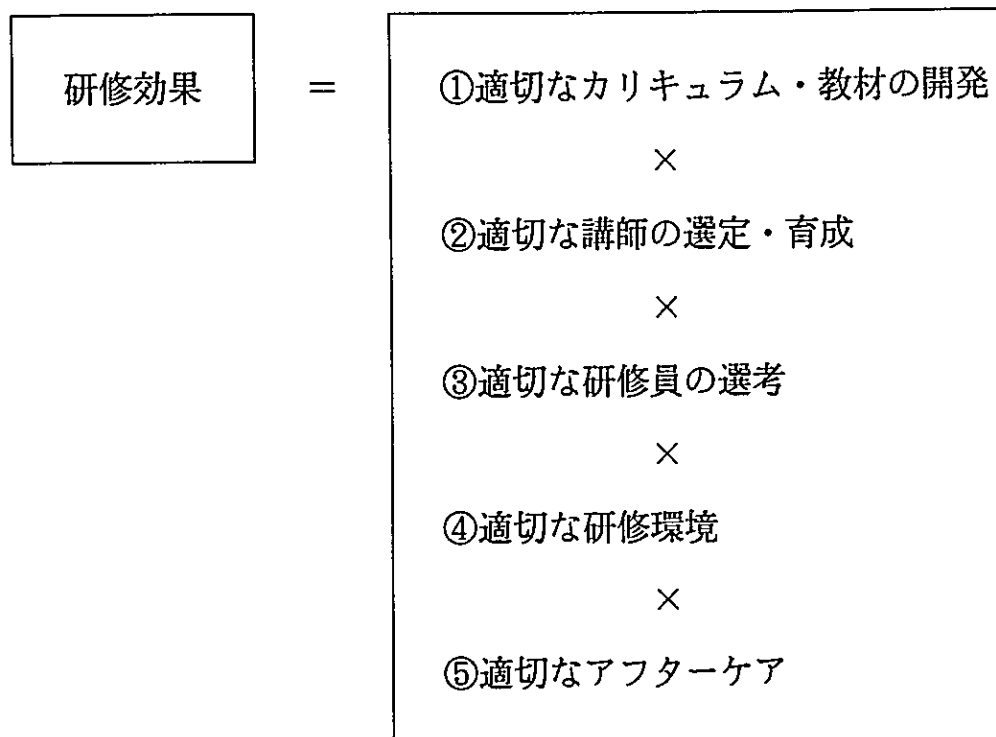 研修効果 = ①適切なカリキュラム・教材の開発
×
②適切な講師の選定・育成
×
③適切な研修員の選考
×
④適切な研修環境
×
⑤適切なアフターケア